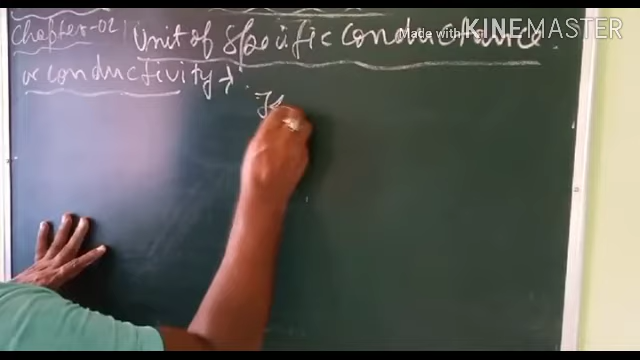 Chapter-02
Unit of Specific conductance
or conductivity →
Made with KINEMASTER